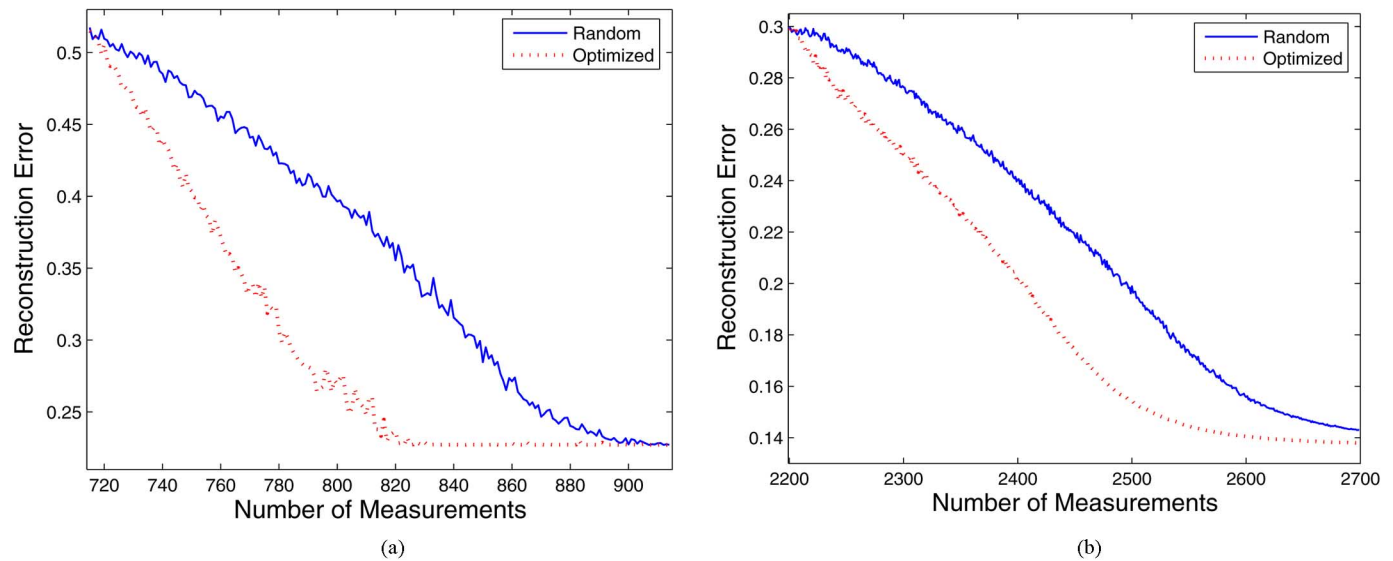 Random
Optimized
Reconstruction Error
0.5
0.45
0.4
0.35
0.3
0.25
720 740 760 780 800 820 840 860 880 900
Number of Measurements
(a)
Random
Optimized
Reconstruction Error
0.3
0.28
0.26
0.24
0.22
0.2
0.18
0.16
0.14
2200 2300 2400 2500 2600 2700
Number of Measurements
(b)